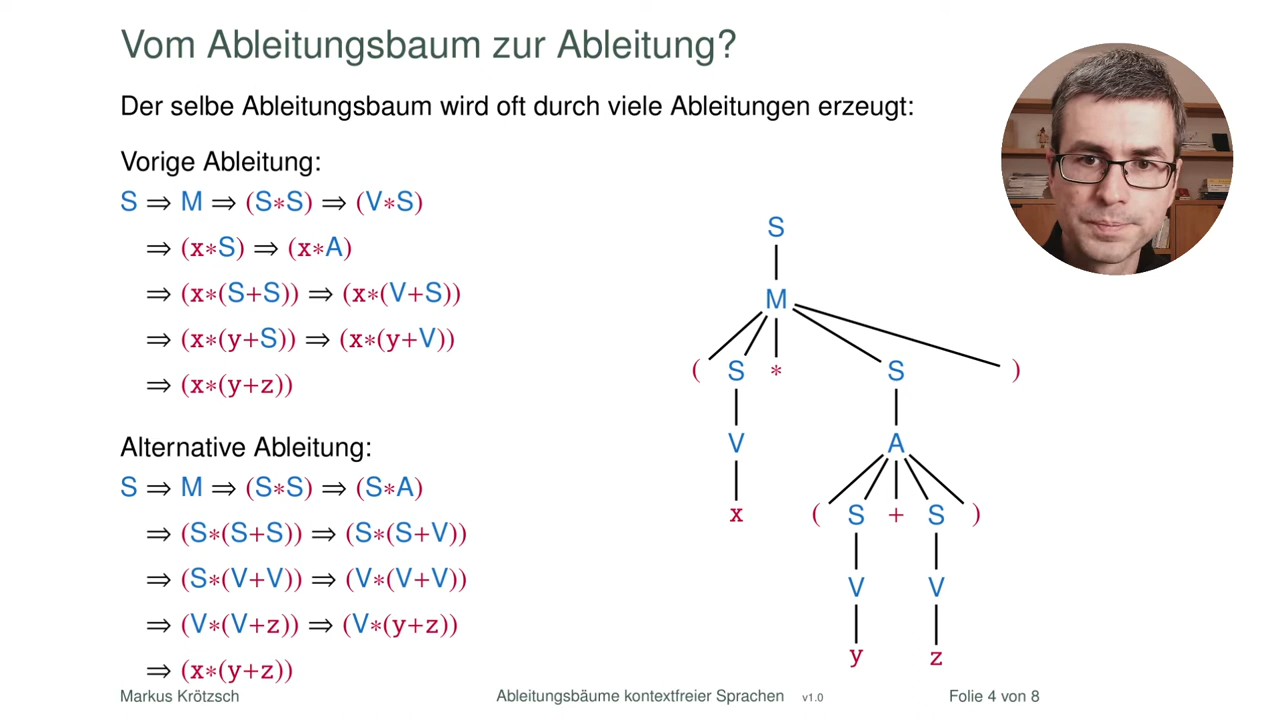 Vom Ableitungsbaum zur Ableitung?
Der selbe Ableitungsbaum wird oft durch viele Ableitungen erzeugt:
Vorige Ableitung:
S ⇒ M ⇒ (S∗S) ⇒ (V∗S)
⇒ (x∗S) ⇒ (x∗A)
⇒ (x∗(S+S)) ⇒ (x∗(V+S))
⇒ (x∗(y+S)) ⇒ (x∗(y+V))
⇒ (x∗(y+z))
Alternative Ableitung:
S ⇒ M ⇒ (S∗S) ⇒ (S∗A)
⇒ (S∗(S+S)) ⇒ (S∗(S+V))
⇒ (S∗(V+V)) ⇒ (V∗(V+V))
⇒ (V∗(V+z)) ⇒ (V∗(y+z))
⇒ (x∗(y+z))
S
M
( S ∗ S )
V A
x ( S + S )
V V
y z
Markus Krötzsch Ableitungsbäume kontextfreier Sprachen v1.0 Folie 4 von 8